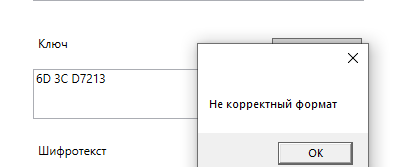 Ключ
6D 3C D7213
Не корректный формат
OK
Шифротекст